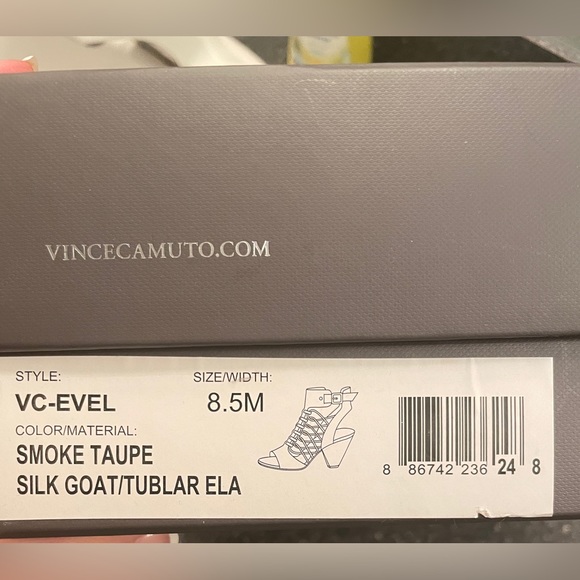 VINCECAMUTO.COM
STYLE: SIZE/WIDTH:
VC-EVEL 8.5M
COLOR/MATERIAL:
SMOKE TAUPE
SILK GOAT/TUBLAR ELA
8 86742 236 24 8